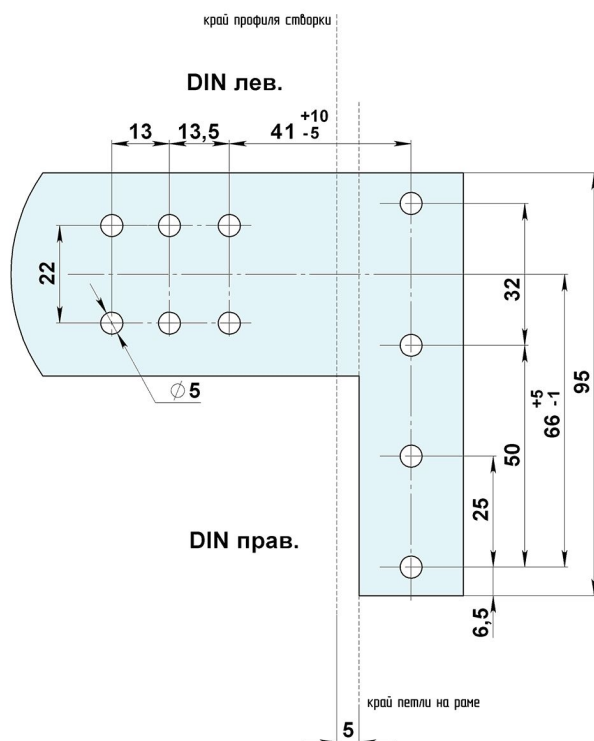 край профиля створки
DIN лев.
13
13,5
41 +10 -5
22
32
Ø5
50
66 +5 -1
95
25
DIN прав.
6,5
край петли на раме
5